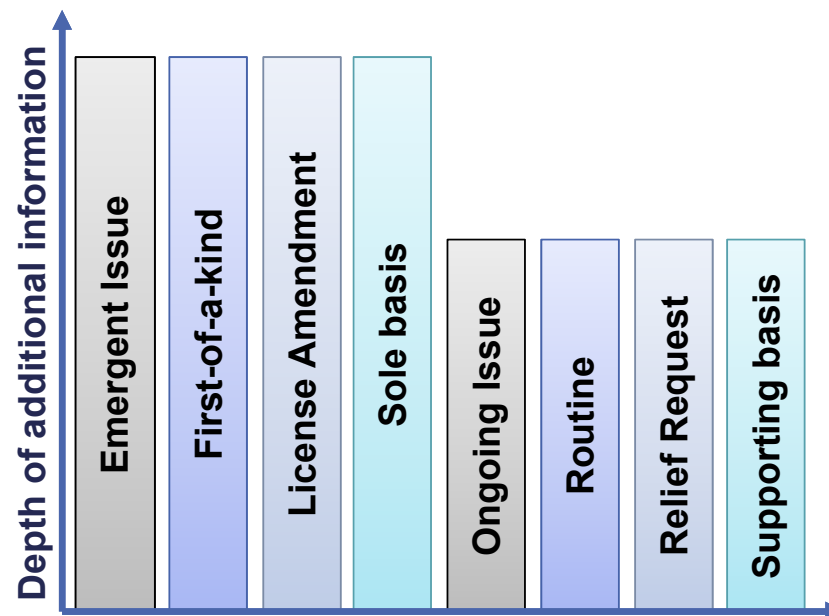 Depth of additional information
Emergent Issue
First-of-a-kind
License Amendment
Sole basis
Ongoing Issue
Routine
Relief Request
Supporting basis